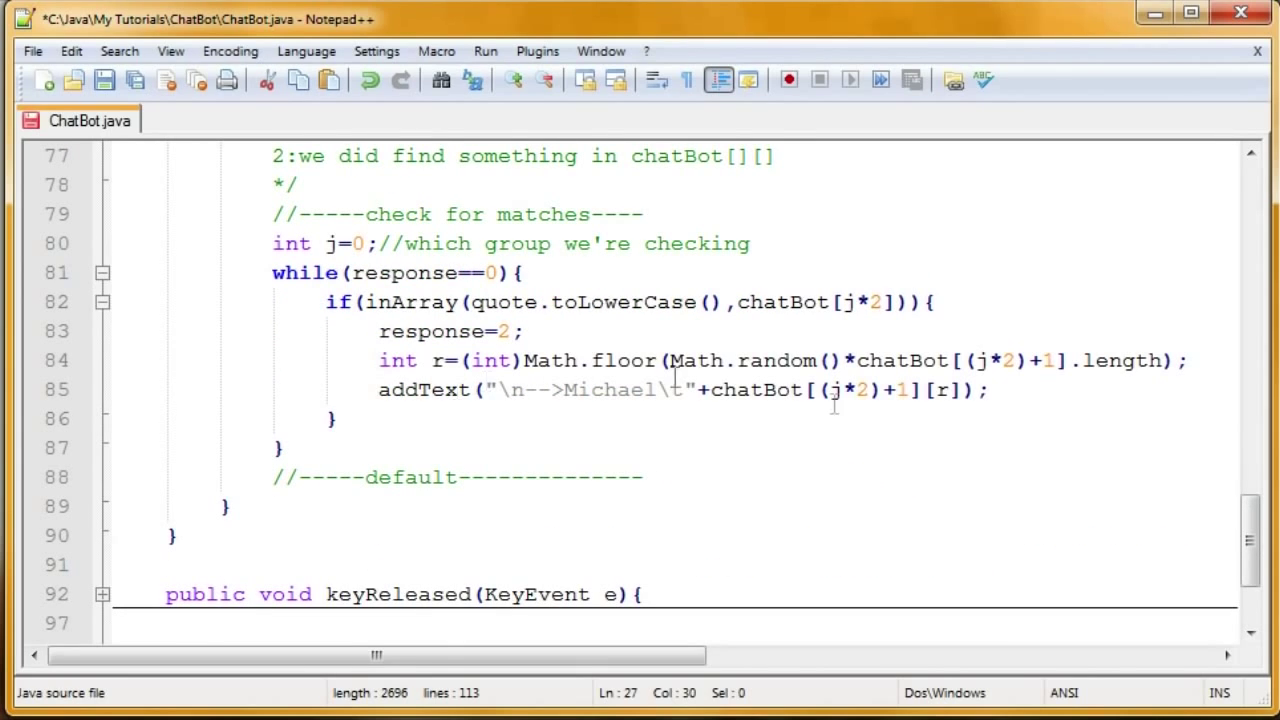 *C:\Java\My Tutorials\ChatBot\ChatBot.java - Notepad++
File Edit Search View Encoding Language Settings Macro Run Plugins Window ? X
ChatBot.java
77 2:we did find something in chatBot[][]
78 */
79 //-----check for matches----
80 int j=0;//which group we're checking
81 while(response==0){
82 if(inArray(quote.toLowerCase(),chatBot[j*2])){
83 response=2;
84 int r=(int)Math.floor(Math.random()*chatBot[(j*2)+1].length);
85 addText("\n-->Michael\t"+chatBot[(j*2)+1][r]);
86 }
87 }
88 //-----default--------------
89 }
90 }
91
92 public void keyReleased(KeyEvent e){
97
Java source file length : 2696 lines : 113 Ln : 27 Col : 30 Sel : 0 Dos\Windows ANSI INS